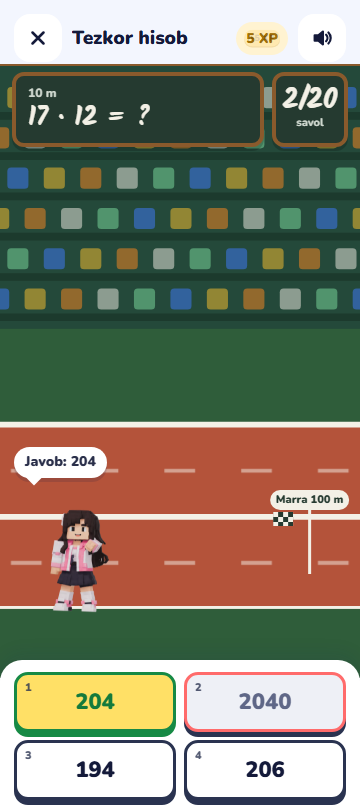 Tezkor hisob
5 XP
10 m
17 · 12 = ?
2/20
savol
Javob: 204
Marra 100 m
1
204
2
2040
3
194
4
206